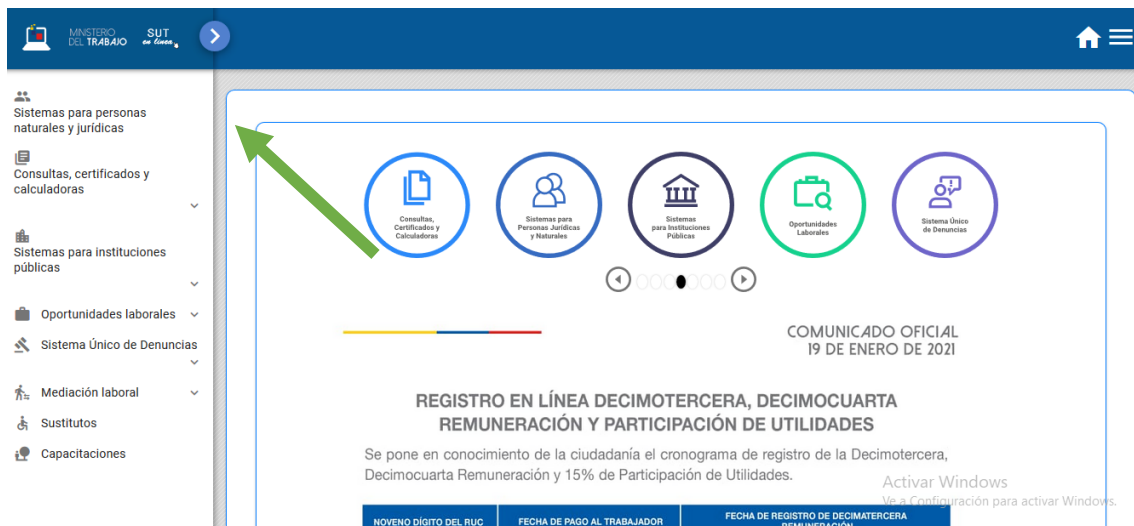 MINSTERIO
DEL TRABAJO
SUT
en línea
Sistemas para personas
naturales y jurídicas
Consultas, certificados y
calculadoras
Sistemas para instituciones
públicas
Oportunidades laborales
Sistema Único de Denuncias
Mediación laboral
Sustitutos
Capacitaciones
Consultas,
Certificados y
Calculadoras
Sistemas para
Personas Jurídicas
y Naturales
Sistemas
para Instituciones
Públicas
Oportunidades
Laborales
Sistema Único
de Denuncias
COMUNICADO OFICIAL
19 DE ENERO DE 2021
REGISTRO EN LÍNEA DECIMOTERCERA, DECIMOCUARTA
REMUNERACIÓN Y PARTICIPACIÓN DE UTILIDADES
Se pone en conocimiento de la ciudadanía el cronograma de registro de la Decimotercera,
Decimocuarta Remuneración y 15% de Participación de Utilidades.
Activar Windows
Ve a Configuración para activar Windows.
NOVENO DÍGITO DEL RUC
FECHA DE PAGO AL TRABAJADOR
FECHA DE REGISTRO DE DECIMATERCERA
REMUNERACIÓN